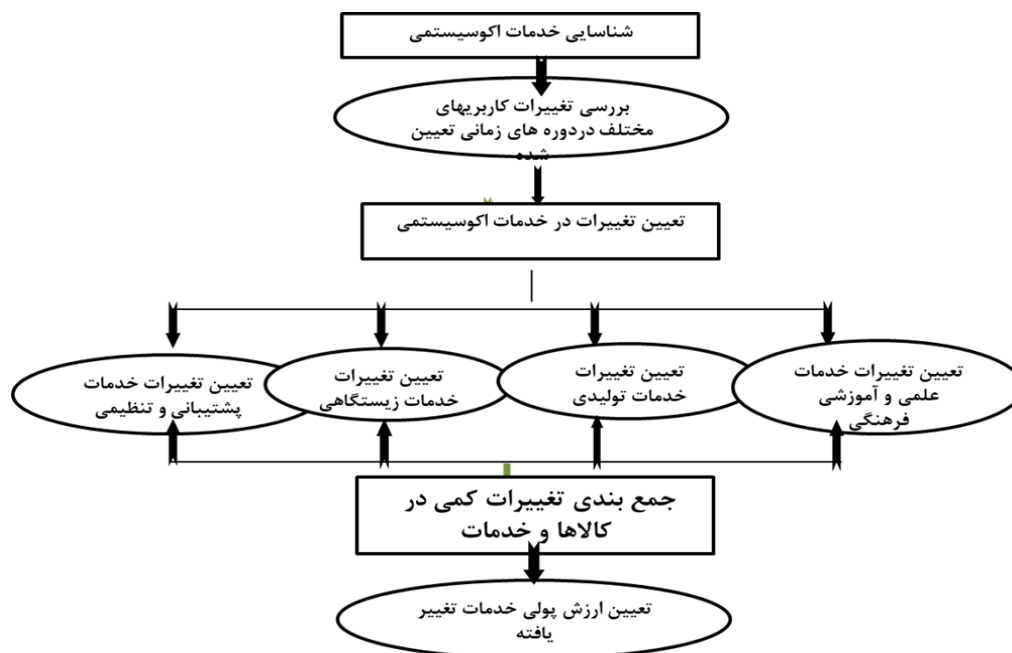 شناسایی خدمات اکوسیستمی
بررسی تغییرات کاربریهای
مختلف دردوره های زمانی تعیین
شده
تعیین تغییرات در خدمات اکوسیستمی
تعیین تغییرات خدمات
علمی و آموزشی
فرهنگی
تعیین تغییرات
خدمات تولیدی
تعیین تغییرات
خدمات زیستگاهی
تعیین تغییرات خدمات
پشتیبانی و تنظیمی
جمع بندی تغییرات کمی در
کالاها و خدمات
تعیین ارزش پولی خدمات تغییر
یافته